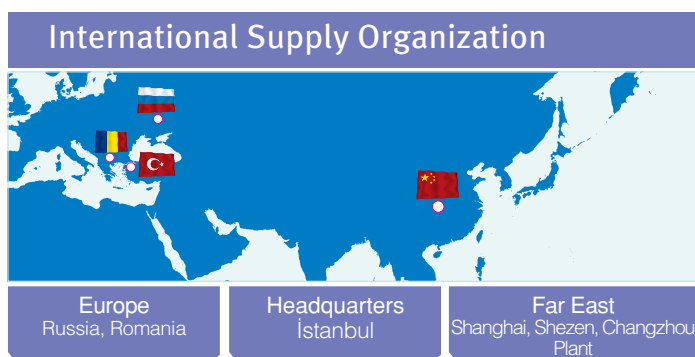 International Supply Organization
Europe
Russia, Romania
Headquarters
İstanbul
Far East
Shanghai, Shezen, Changzhou
Plant